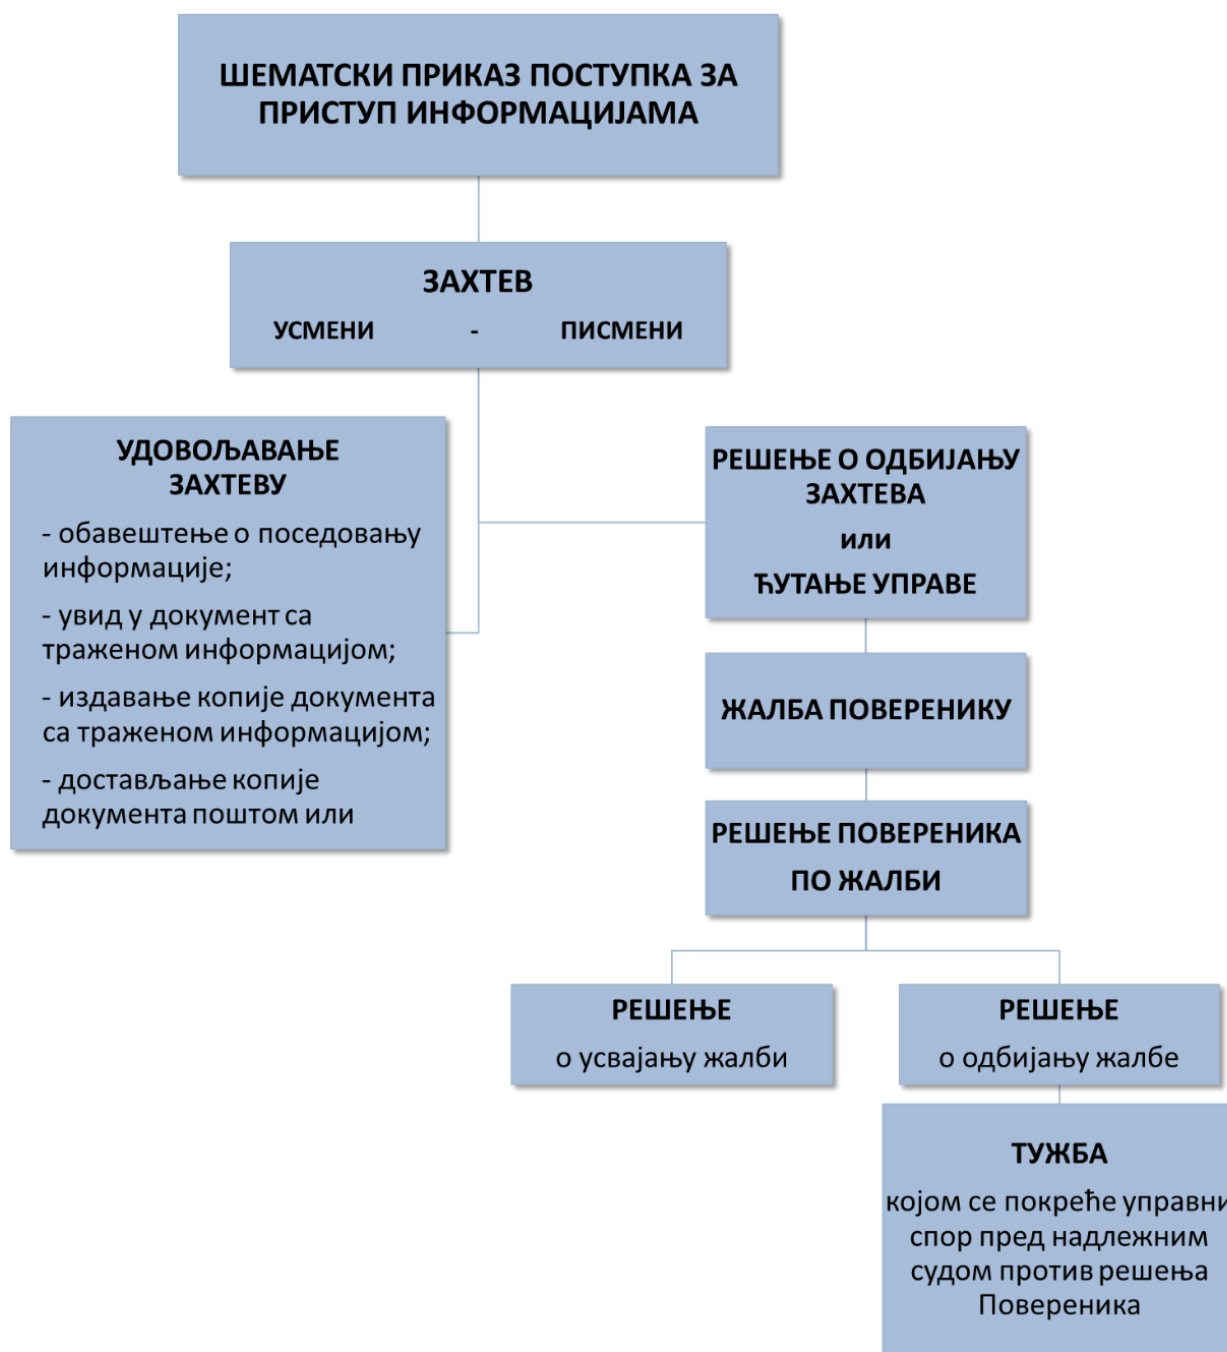 ШЕМАТСКИ ПРИКАЗ ПОСТУПКА ЗА
ПРИСТУП ИНФОРМАЦИЈАМА
ЗАХТЕВ
УСМЕНИ - ПИСМЕНИ
УДОВОЉАВАЊЕ
ЗАХТЕВУ
- обавештење о поседовању
информације;
- увид у документ са
траженом информацијом;
- издавање копије документа
са траженом информацијом;
- достављање копије
документа поштом или
РЕШЕЊЕ О ОДБИЈАЊУ
ЗАХТЕВА
или
ЋУТАЊЕ УПРАВЕ
ЖАЛБА ПОВЕРЕНИКУ
РЕШЕЊЕ ПОВЕРЕНИКА
ПО ЖАЛБИ
РЕШЕЊЕ
о усвајању жалби
РЕШЕЊЕ
о одбијању жалбе
ТУЖБА
којом се покреће управни
спор пред надлежним
судом против решења
Повереника